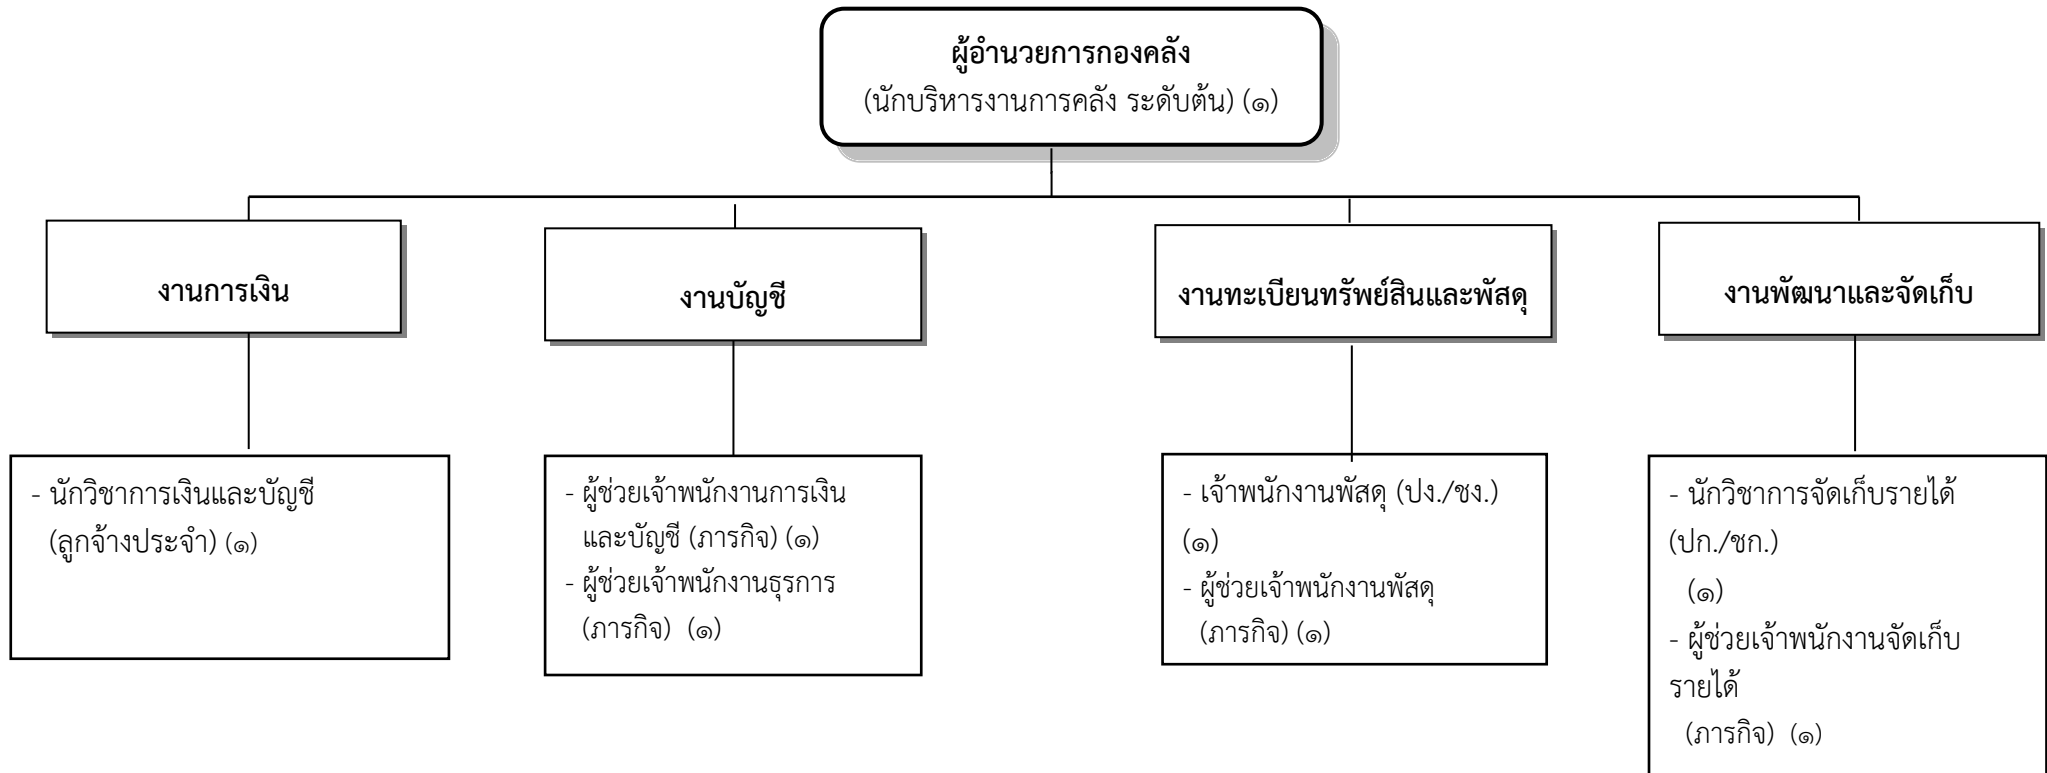 ผู้อำนวยการกองคลัง
(นักบริหารงานการคลัง ระดับต้น) (๑)
งานการเงิน
งานบัญชี
งานทะเบียนทรัพย์สินและพัสดุ
งานพัฒนาและจัดเก็บ
- นักวิชาการเงินและบัญชี
(ลูกจ้างประจำ) (๑)
- ผู้ช่วยเจ้าพนักงานการเงิน
และบัญชี (ภารกิจ) (๑)
- ผู้ช่วยเจ้าพนักงานธุรการ
(ภารกิจ) (๑)
- เจ้าพนักงานพัสดุ (ปง./ชง.)
(๑)
- ผู้ช่วยเจ้าพนักงานพัสดุ
(ภารกิจ) (๑)
- นักวิชาการจัดเก็บรายได้
(ปก./ชก.)
(๑)
- ผู้ช่วยเจ้าพนักงานจัดเก็บ
รายได้
(ภารกิจ) (๑)